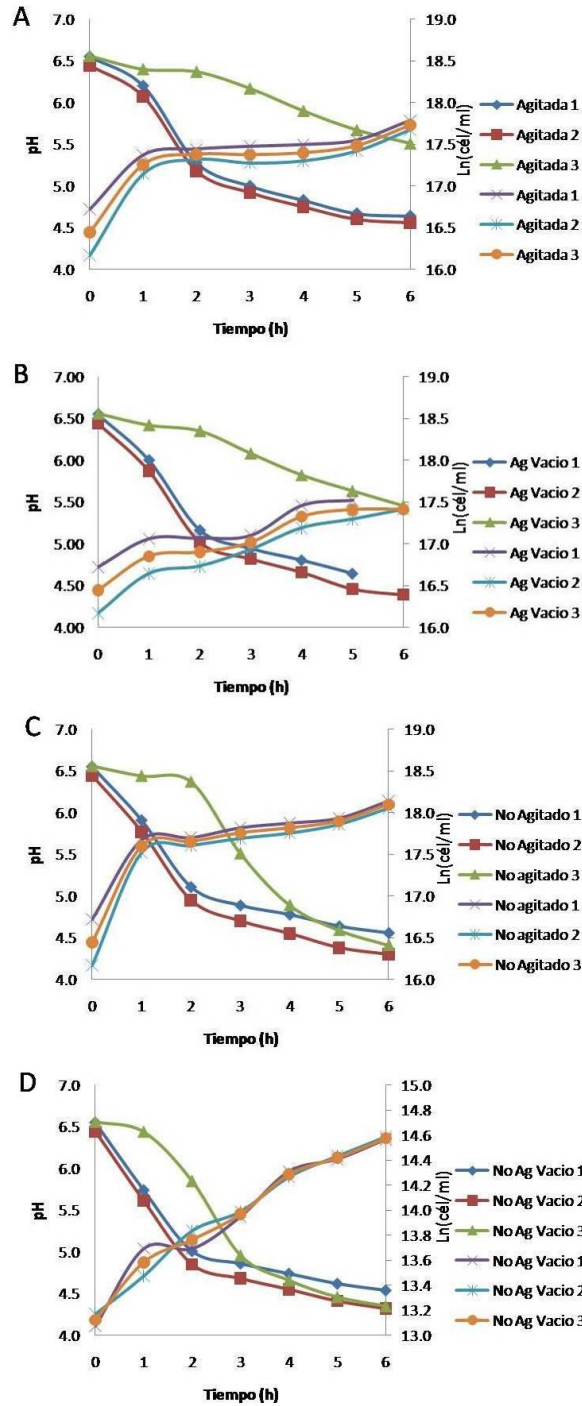 A
6.5
6.0
5.5
5.0
4.5
4.0
pH
19.0
18.5
18.0
17.5
17.0
16.5
16.0
Ln(cél/ml)
0 1 2 3 4 5 6
Tiempo (h)
Agitada 1
Agitada 2
Agitada 3
Agitada 1
Agitada 2
Agitada 3
B
7.00
6.50
6.00
5.50
5.00
4.50
4.00
pH
19.0
18.5
18.0
17.5
17.0
16.5
16.0
Ln(cél/ml)
0 1 2 3 4 5 6
Tiempo (h)
Ag Vacio 1
Ag Vacio 2
Ag Vacio 3
Ag Vacio 1
Ag Vacio 2
Ag Vacio 3
C
7.0
6.5
6.0
5.5
5.0
4.5
4.0
pH
19.0
18.5
18.0
17.5
17.0
16.5
16.0
Ln(cél/ml)
0 1 2 3 4 5 6
Tiempo (h)
No Agitado 1
No Agitado 2
No agitado 3
No agitado 1
No agitado 2
No Agitado 3
D
7.0
6.5
6.0
5.5
5.0
4.5
4.0
pH
15.0
14.8
14.6
14.4
14.2
14.0
13.8
13.6
13.4
13.2
13.0
Ln(cél/ml)
0 1 2 3 4 5 6
Tiempo (h)
No Ag Vacio 1
No Ag Vacio 2
No Ag Vacio 3
No Ag Vacio 1
No Ag Vacio 2
No Ag Vacio 3